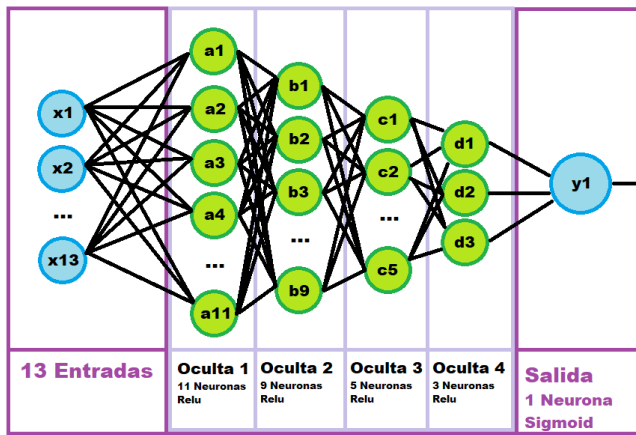 x1
x2
...
x13
a1
a2
a3
a4
...
a11
b1
b2
b3
...
b9
c1
c2
...
c5
d1
d2
d3
y1
13 Entradas
Oculta 1
11 Neuronas
Relu
Oculta 2
9 Neuronas
Relu
Oculta 3
5 Neuronas
Relu
Oculta 4
3 Neuronas
Relu
Salida
1 Neurona
Sigmoid